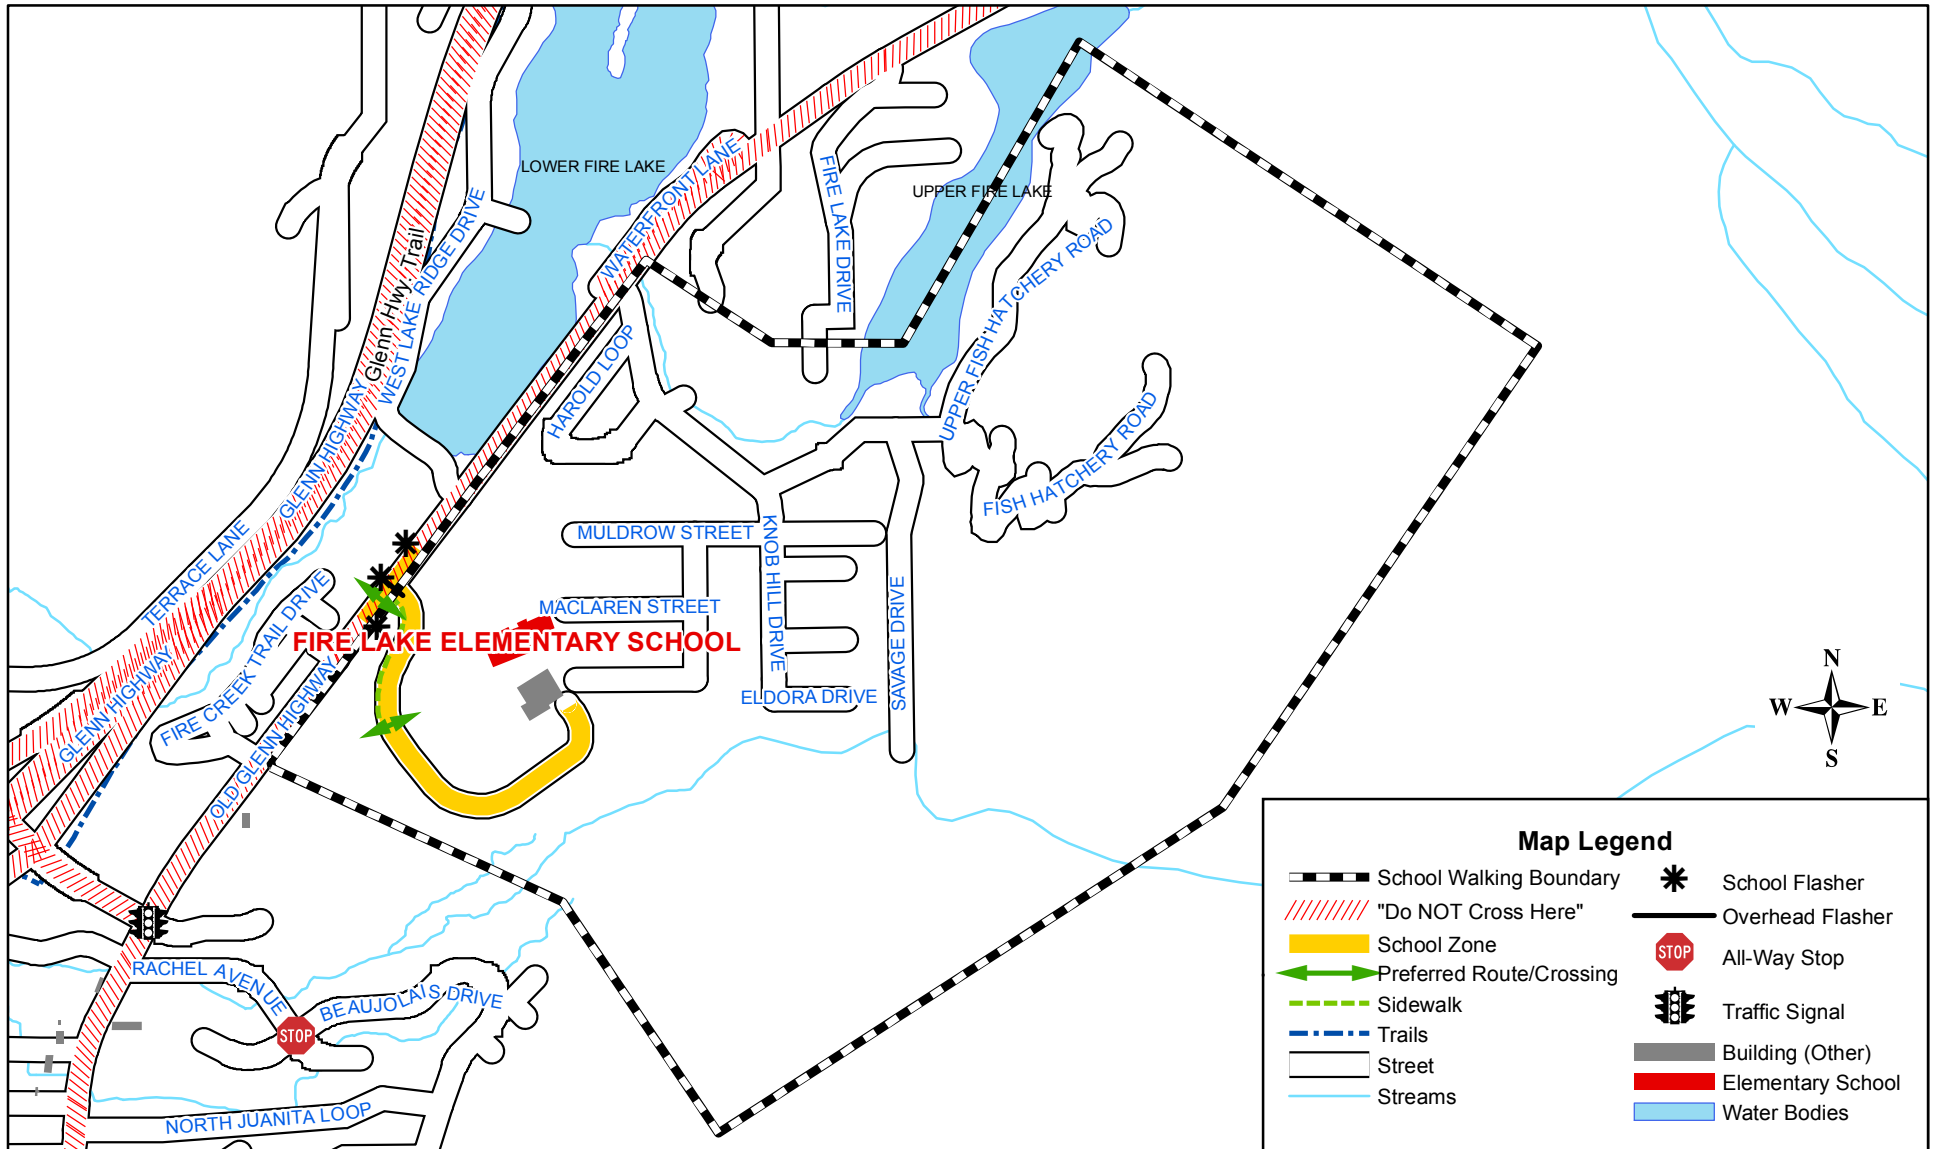 LOWER FIRE LAKE
WATERFRONT LANE
FIRE LAKE DRIVE
UPPER FIRE LAKE
UPPER FISH HATCHERY ROAD
WEST LAKE RIDGE DRIVE
Glenn Hwy Trail
GLENN HIGHWAY
HAROLD LOOP
FISH HATCHERY ROAD
TERRACE LANE
MULDROW STREET
KNOB HILL DRIVE
MACLAREN STREET
SAVAGE DRIVE
FIRE LAKE ELEMENTARY SCHOOL
FIRE CREEK TRAIL DRIVE
GLENN HIGHWAY
OLD GLENN HIGHWAY
ELDORA DRIVE
N
W E
S
RACHEL AVENUE
BEAUJOLAIS DRIVE
STOP
NORTH JUANITA LOOP
Map Legend
School Walking Boundary
"Do NOT Cross Here"
School Zone
Preferred Route/Crossing
Sidewalk
Trails
Street
Streams
School Flasher
Overhead Flasher
STOP
All-Way Stop
Traffic Signal
Building (Other)
Elementary School
Water Bodies